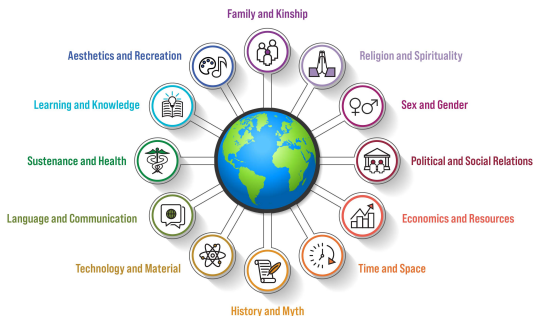 Family and Kinship
Aesthetics and Recreation
Religion and Spirituality
Learning and Knowledge
Sex and Gender
Sustenance and Health
Political and Social Relations
Language and Communication
Economics and Resources
Technology and Material
Time and Space
History and Myth